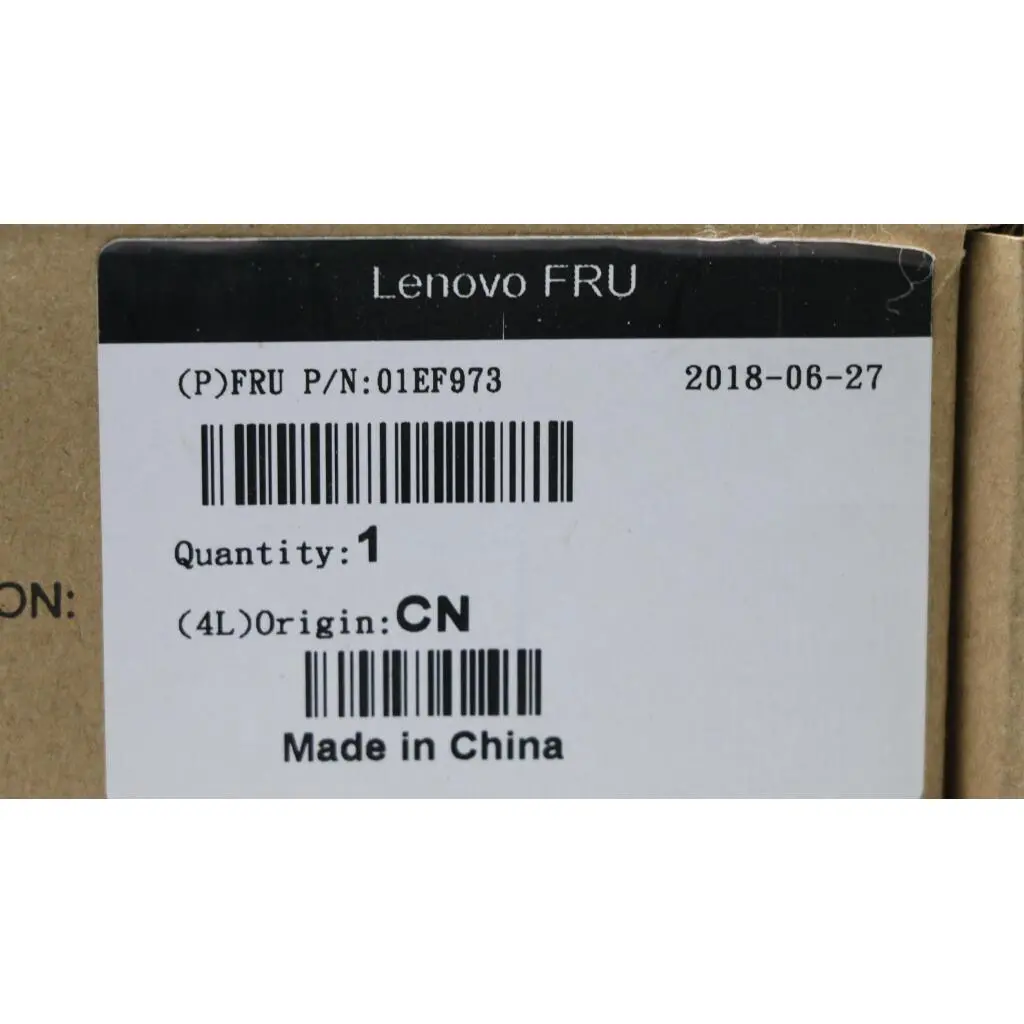 Lenovo FRU
(P)FRU P/N:01EF973 2018-06-27
Quantity:1
ON:
(4L)Origin:CN
Made in China